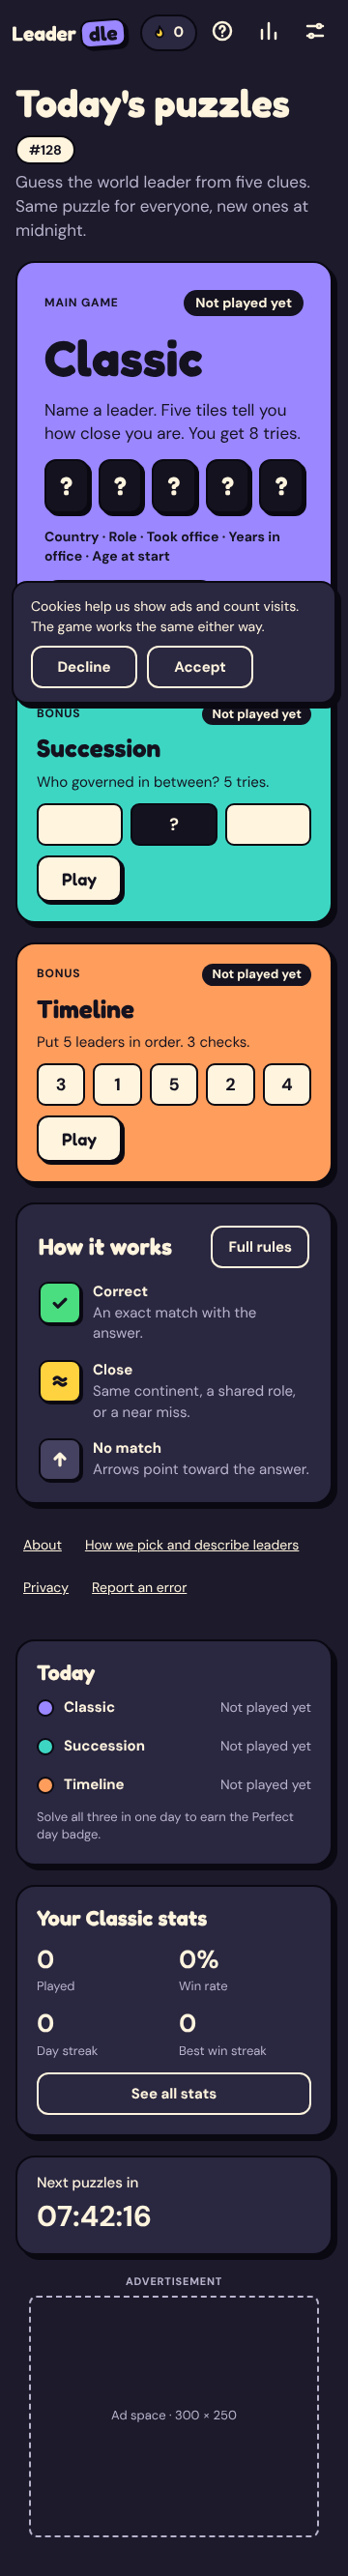 Leader dle 0
Today's puzzles
#128
Guess the world leader from five clues.
Same puzzle for everyone, new ones at
midnight.
MAIN GAME Not played yet
Classic
Name a leader. Five tiles tell you
how close you are. You get 8 tries.
? ? ? ? ?
Country · Role · Took office · Years in
office · Age at start
Cookies help us show ads and count visits.
The game works the same either way.
Decline Accept
BONUS Not played yet
Succession
Who governed in between? 5 tries.
?
Play
BONUS Not played yet
Timeline
Put 5 leaders in order. 3 checks.
3 1 5 2 4
Play
How it works Full rules
Correct
An exact match with the
answer.
≈ Close
Same continent, a shared role,
or a near miss.
No match
Arrows point toward the answer.
About How we pick and describe leaders
Privacy Report an error
Today
Classic Not played yet
Succession Not played yet
Timeline Not played yet
Solve all three in one day to earn the Perfect
day badge.
Your Classic stats
0 0%
Played Win rate
0 0
Day streak Best win streak
See all stats
Next puzzles in
07:42:16
ADVERTISEMENT
Ad space · 300 × 250